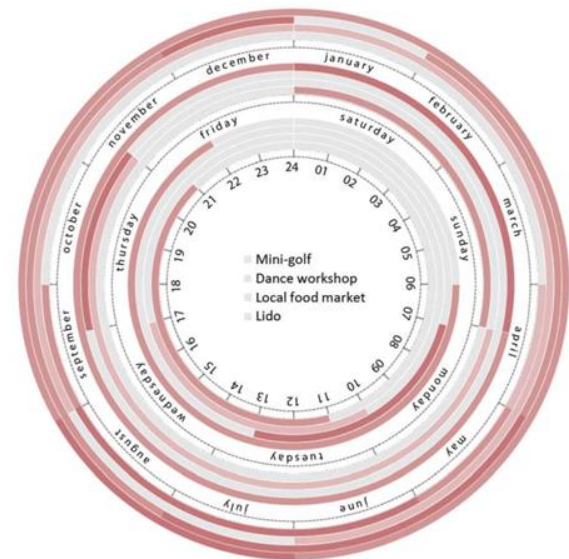 january
february
march
april
may
june
july
august
september
october
november
december
saturday
sunday
monday
tuesday
wednesday
thursday
friday
24
01
02
03
04
05
06
07
08
09
10
11
12
13
14
15
16
17
18
19
20
21
22
23
Mini-golf
Dance workshop
Local food market
Lido